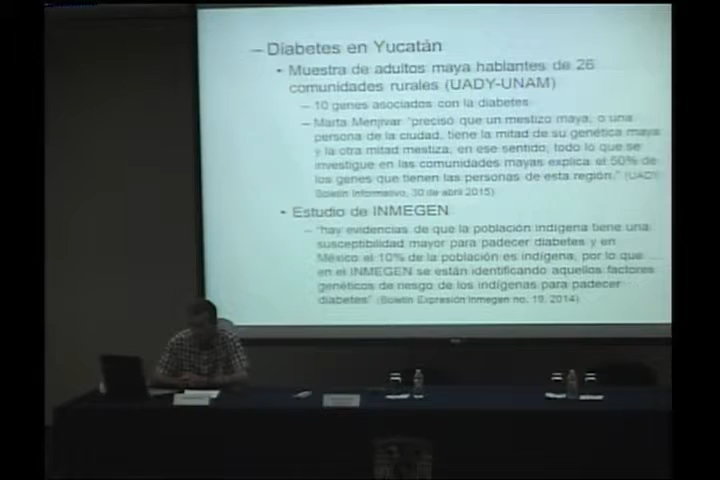 – Diabetes en Yucatán
• Muestra de adultos maya hablantes de 26
comunidades rurales (UADY-UNAM)
– 10 genes asociados con la diabetes
– Marta Menjivar "precisó que un mestizo maya, o una
persona de la ciudad, tiene la mitad de su genética maya
y la otra mitad mestiza, en ese sentido, todo lo que se
investigue en las comunidades mayas explica el 50% de
los genes que tienen las personas de esta región." (UADY
Boletín Informativo, 30 de abril 2015)
• Estudio de INMEGEN
– "hay evidencias de que la población indígena tiene una
susceptibilidad mayor para padecer diabetes y en
México el 10% de la población es indígena, por lo que
en el INMEGEN se están identificando aquellos factores
genéticos de riesgo de los indígenas para padecer
diabetes" (Boletín Expresión Inmegen no. 19, 2014)